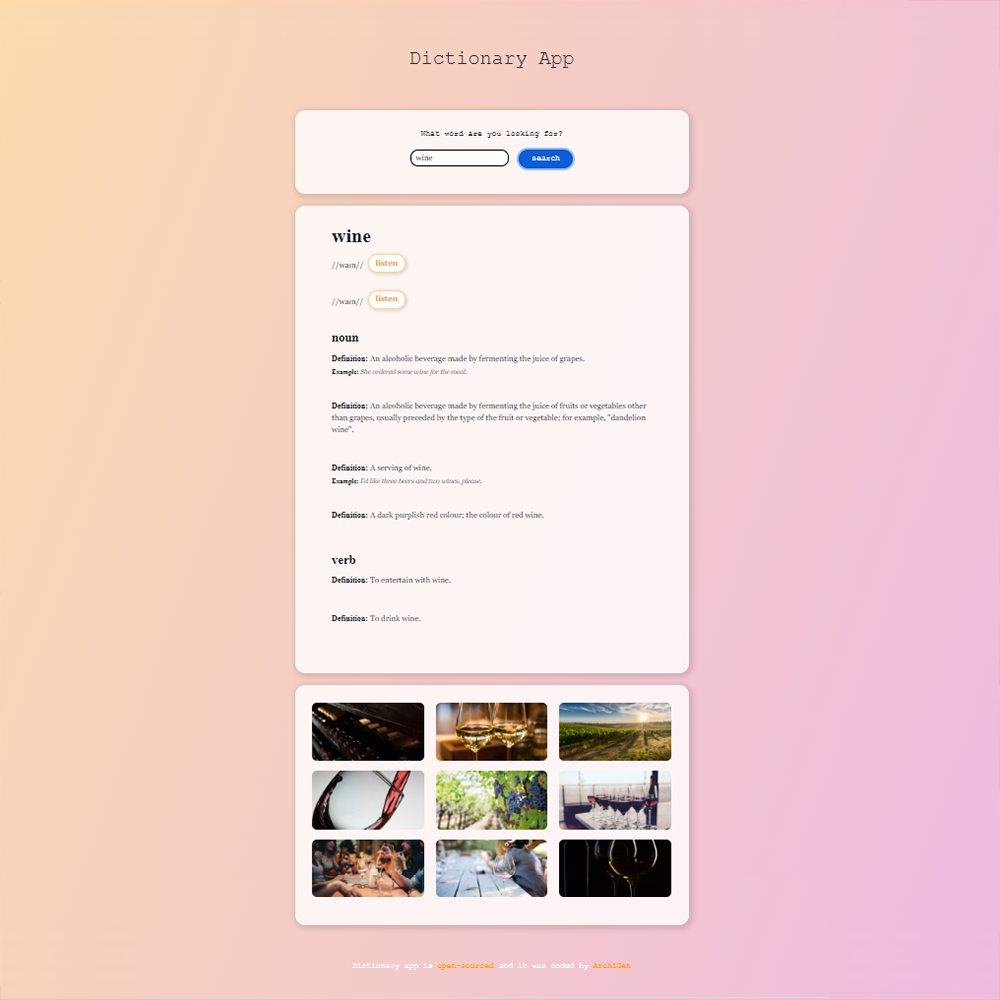 Dictionary App
What word are you looking for?
wine
search
wine
//waɪn// listen
//waɪn// listen
noun
Definition: An alcoholic beverage made by fermenting the juice of grapes.
Example: She ordered some wine for the meal.
Definition: An alcoholic beverage made by fermenting the juice of fruits or vegetables other
than grapes, usually preceded by the type of the fruit or vegetable; for example, "dandelion
wine".
Definition: A serving of wine.
Example: I'd like three beers and two wines, please.
Definition: A dark purplish red colour; the colour of red wine.
verb
Definition: To entertain with wine.
Definition: To drink wine.
Dictionary app is open-sourced and it was coded by ArchiGen